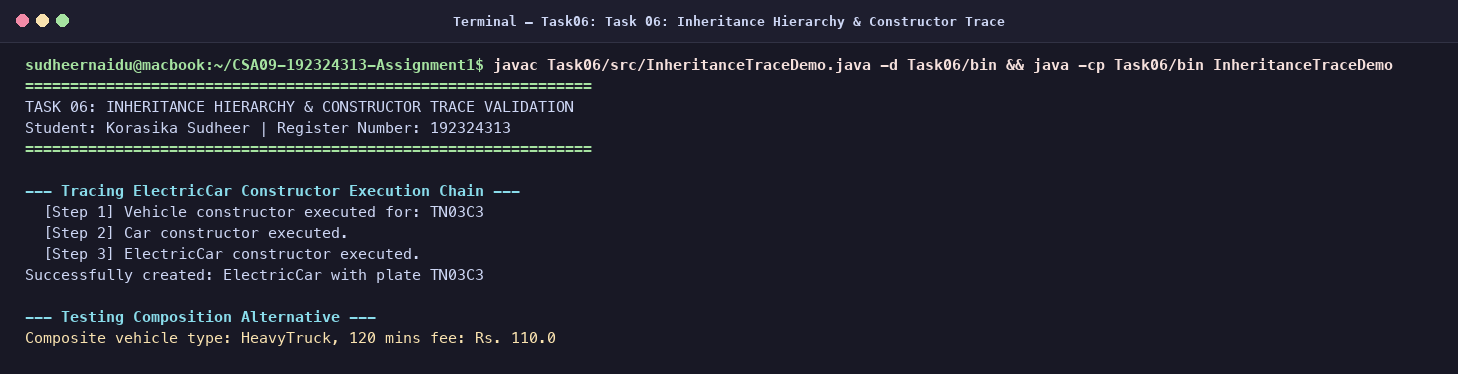 Terminal — Task06: Task 06: Inheritance Hierarchy & Constructor Trace
sudheernaidu@macbook:~/CSA09-192324313-Assignment1$ javac Task06/src/InheritanceTraceDemo.java -d Task06/bin && java -cp Task06/bin InheritanceTraceDemo
===============================================================
TASK 06: INHERITANCE HIERARCHY & CONSTRUCTOR TRACE VALIDATION
Student: Korasika Sudheer | Register Number: 192324313
===============================================================
--- Tracing ElectricCar Constructor Execution Chain ---
[Step 1] Vehicle constructor executed for: TN03C3
[Step 2] Car constructor executed.
[Step 3] ElectricCar constructor executed.
Successfully created: ElectricCar with plate TN03C3
--- Testing Composition Alternative ---
Composite vehicle type: HeavyTruck, 120 mins fee: Rs. 110.0